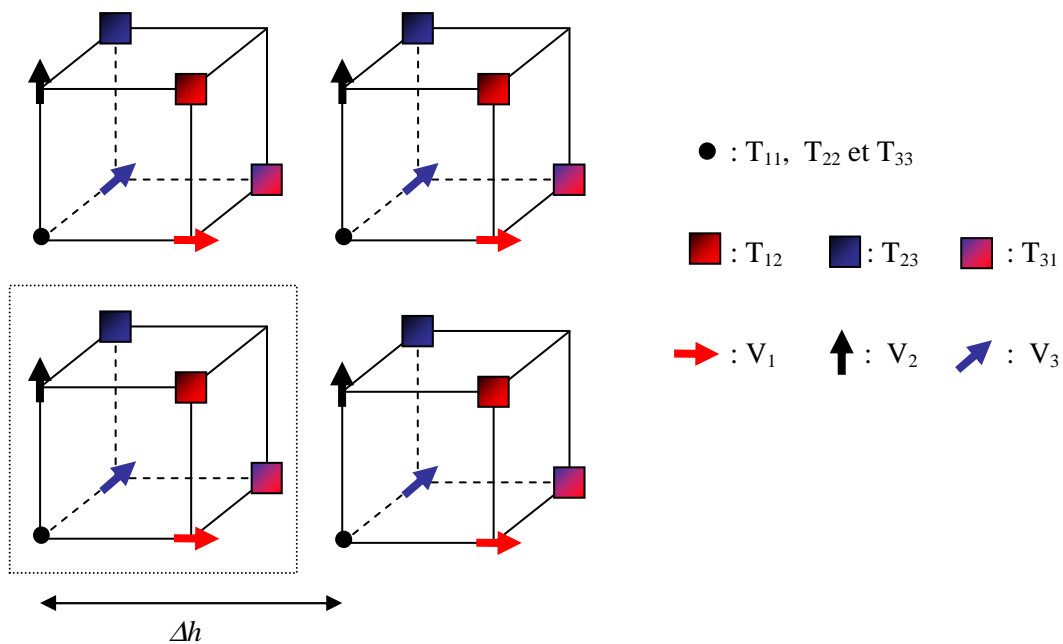 : T₁₁, T₂₂ et T₃₃
: T₁₂ : T₂₃ : T₃₁
: V₁ : V₂ : V₃
Δh